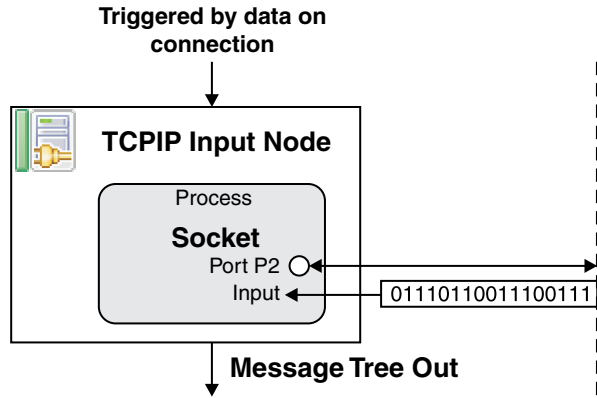 Triggered by data on
connection
TCPIP Input Node
Process
Socket
Port P2
Input
01110110011100111
Message Tree Out